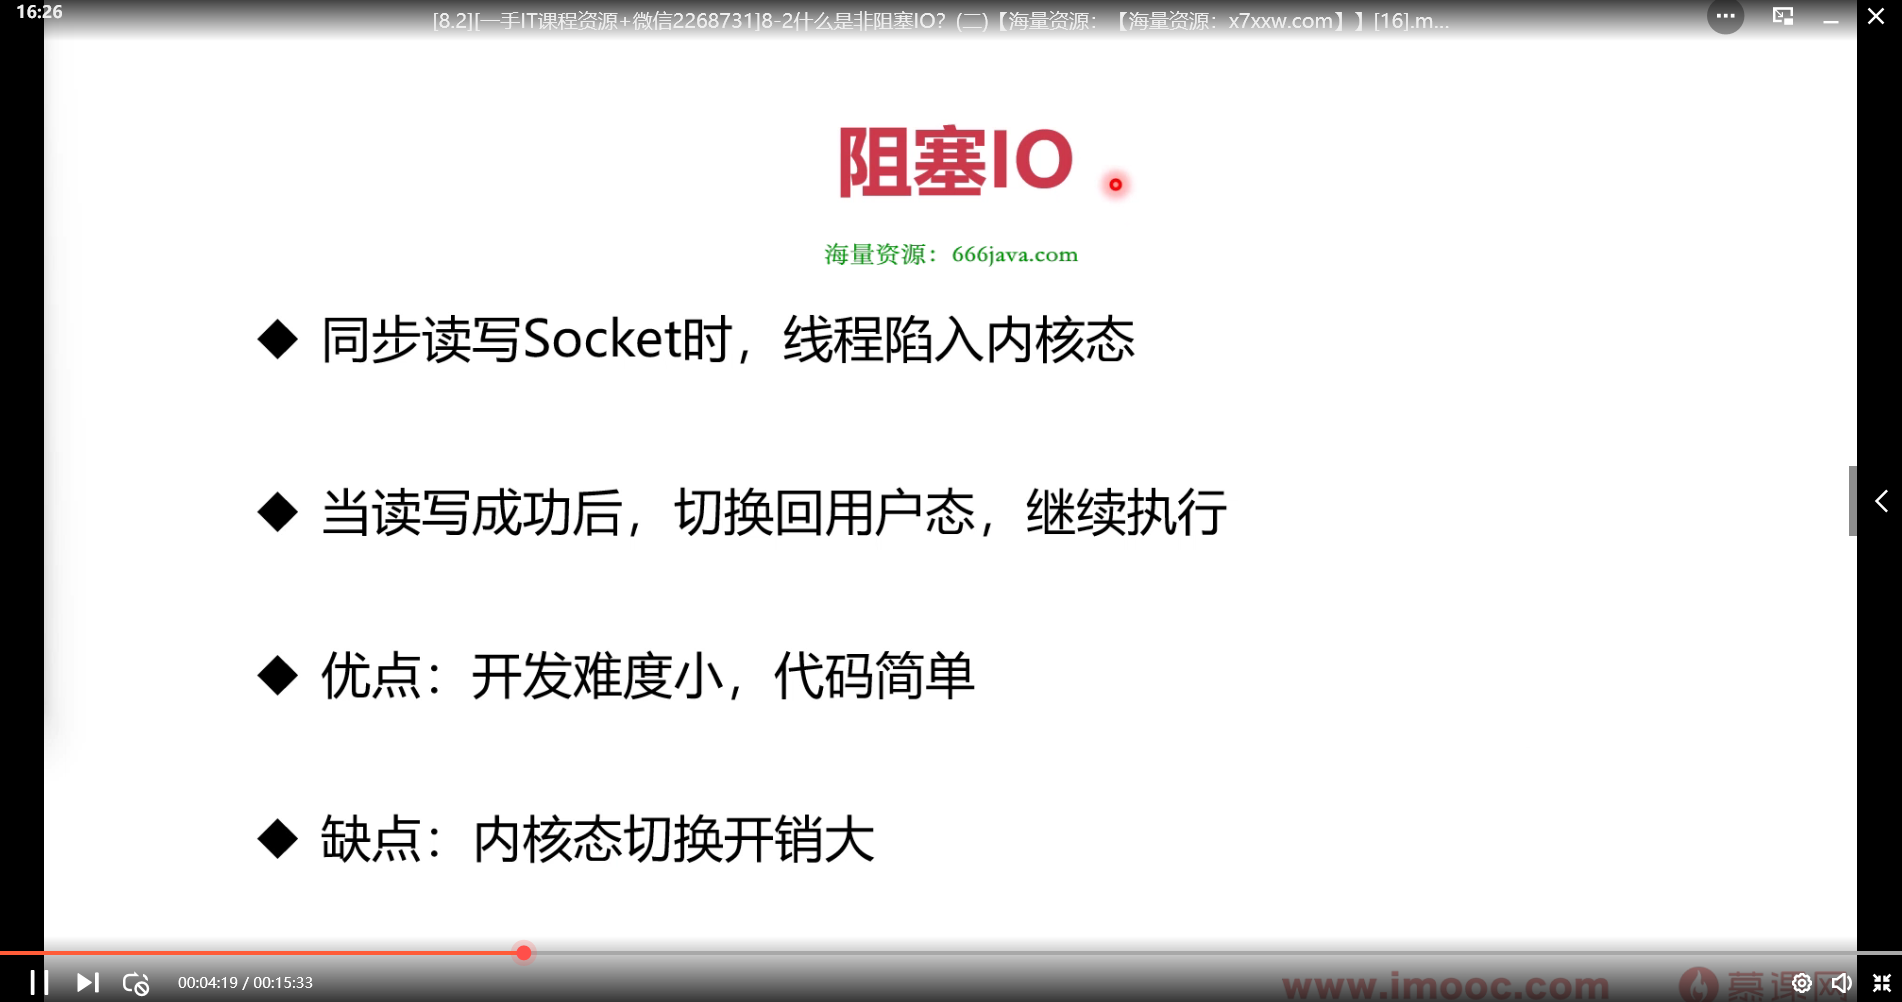 16:26
[8.2][一手IT课程资源+微信2268731]8-2什么是非阻塞IO? (二)【海量资源：【海量资源：x7xxw.com】】[16].m...
阻塞IO
海量资源：666java.com
◆ 同步读写Socket时，线程陷入内核态
◆ 当读写成功后，切换回用户态，继续执行
◆ 优点：开发难度小，代码简单
◆ 缺点：内核态切换开销大
00:04:19 / 00:15:33
www.imooc.com 慕课网